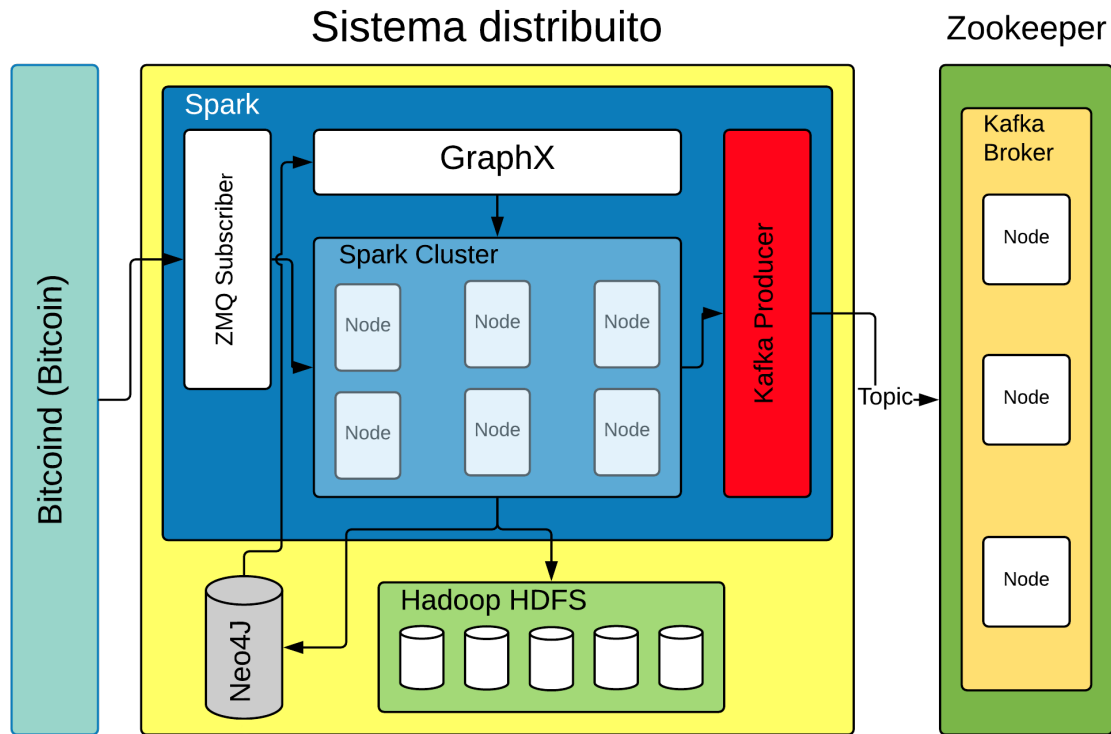 Sistema distribuito
Zookeeper
Bitcoind (Bitcoin)
Spark
ZMQ Subscriber
GraphX
Spark Cluster
Node
Node
Node
Node
Node
Node
Kafka Producer
Topic
Kafka
Broker
Node
Node
Node
Neo4J
Hadoop HDFS